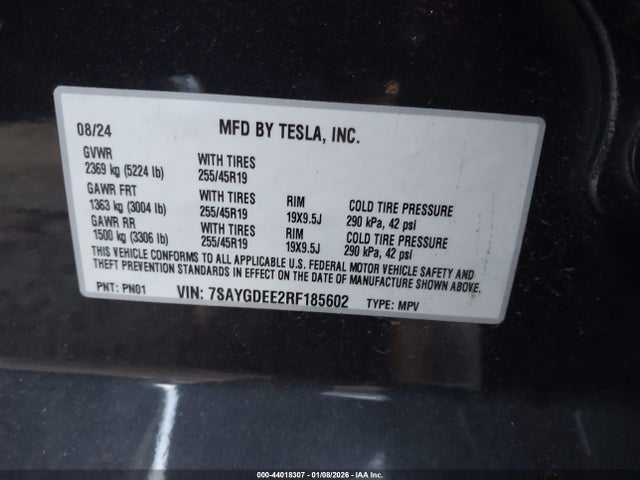 08/24 MFD BY TESLA, INC.
GVWR
2369 kg (5224 lb) WITH TIRES 255/45R19
GAWR FRT
1363 kg (3004 lb) WITH TIRES 255/45R19 RIM 19X9.5J COLD TIRE PRESSURE 290 kPa, 42 psi
GAWR RR
1500 kg (3306 lb) WITH TIRES 255/45R19 RIM 19X9.5J COLD TIRE PRESSURE 290 kPa, 42 psi
THIS VEHICLE CONFORMS TO ALL APPLICABLE U.S. FEDERAL MOTOR VEHICLE SAFETY AND
THEFT PREVENTION STANDARDS IN EFFECT ON THE DATE OF MANUFACTURE SHOWN ABOVE.
PNT: PN01 VIN: 7SAYGDEE2RF185602 TYPE: MPV
000-44018307 - 01/08/2026 - IAA Inc.